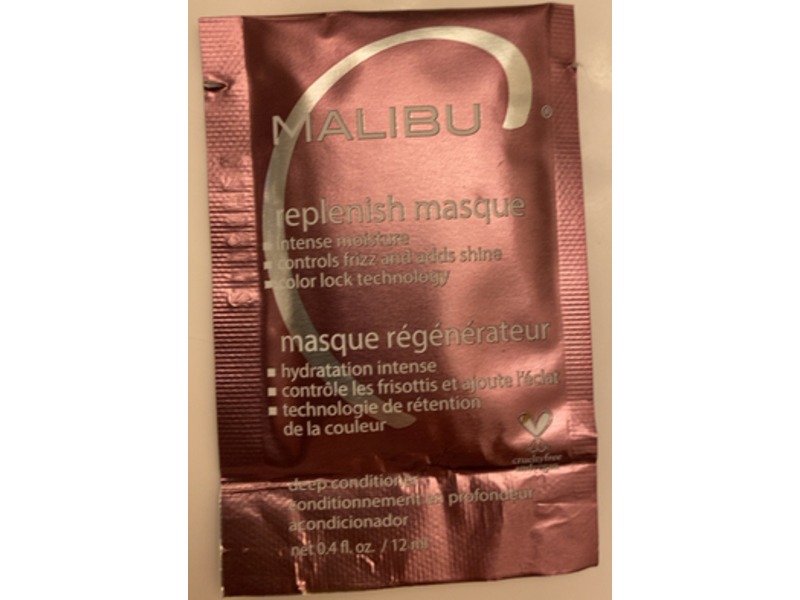 MALIBU ®
replenish masque
intense moisture
controls frizz and adds shine
color lock technology
masque régénérateur
hydratation intense
contrôle les frisottis et ajoute l'éclat
technologie de rétention
de la couleur
crueltyfree
deep conditioner
conditionnement en profondeur
acondicionador
net 0.4 fl. oz. / 12 ml